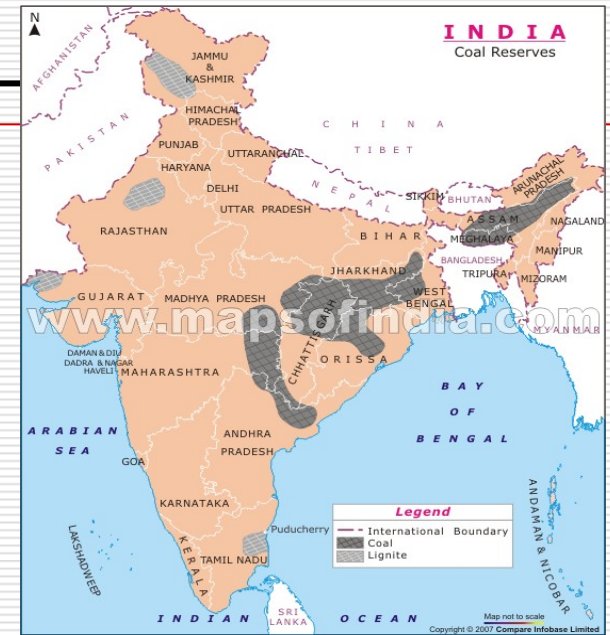 N
INDIA
Coal Reserves
AFGHANISTAN
JAMMU
&
KASHMIR
HIMACHAL
PRADESH
PAKISTAN
PUNJAB
UTTARANCHAL
HARYANA
CHINA
TIBET
NEPAL
DELHI
UTTAR PRADESH
RAJASTHAN
SIKKIM
BHUTAN
ARUNACHAL
PRADESH
ASSAM
NAGALAND
MEGHALAYA
MANIPUR
BIHAR
BANGLADESH
TRIPURA
MIZORAM
JHARKHAND
WEST
BENGAL
GUJARAT
MADHYA PRADESH
CHHATTISGARH
www.mapsofindia.com
MYANMAR
DAMAN & DIU
DADRA & NAGAR
HAVELI
MAHARASHTRA
ORISSA
BAY
OF
BENGAL
ARABIAN
SEA
ANDHRA
PRADESH
GOA
KARNATAKA
ANDAMAN & NICOBAR
LAKSHADWEEP
KERALA
Puducherry
TAMIL NADU
Legend
International Boundary
Coal
Lignite
INDIAN OCEAN
SRI
LANKA
Map not to scale
Copyright © 2007 Compare Infobase Limited